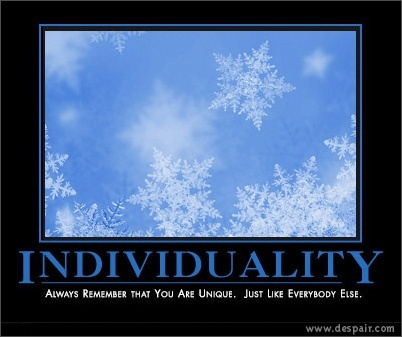 INDIVIDUALITY
ALWAYS REMEMBER THAT YOU ARE UNIQUE. JUST LIKE EVERYBODY ELSE.
www.despair.com